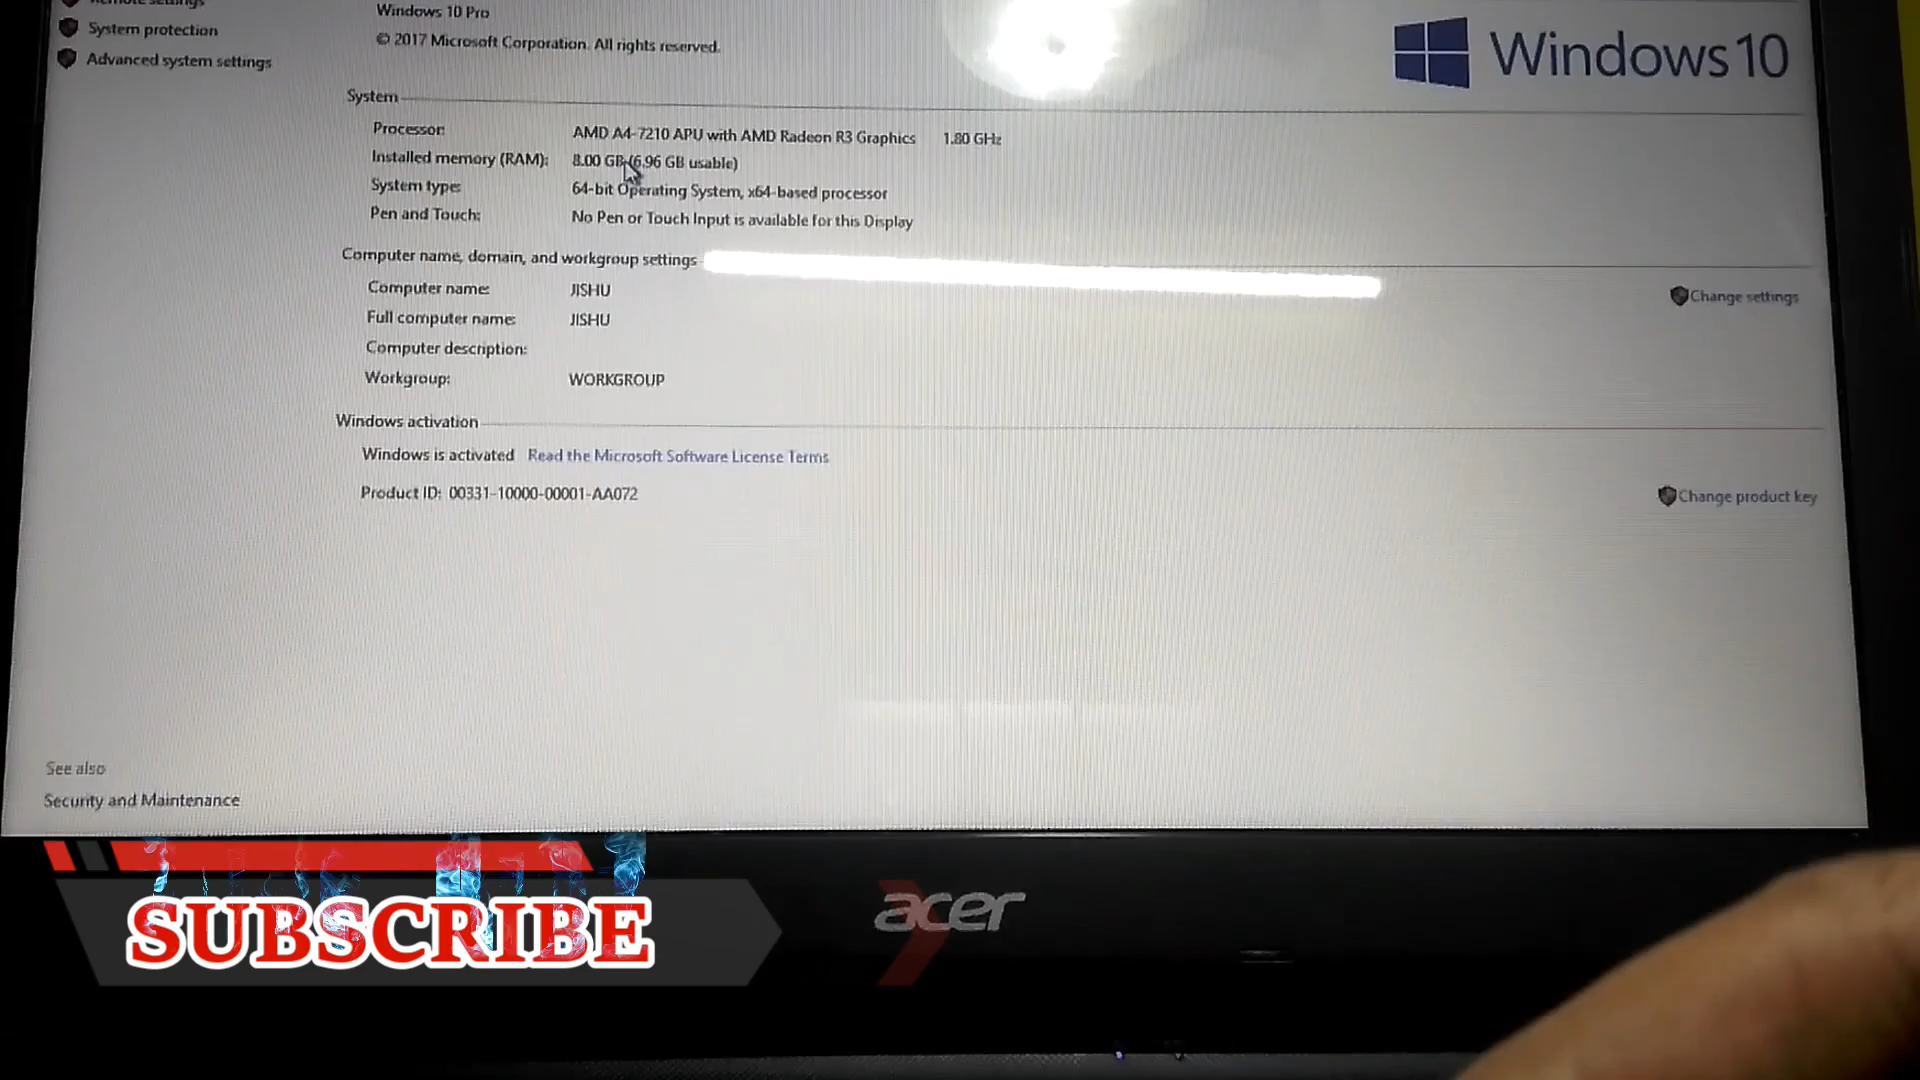 Remote settings
System protection
Advanced system settings
Windows 10 Pro
© 2017 Microsoft Corporation. All rights reserved.
Windows 10
System
Processor: AMD A4-7210 APU with AMD Radeon R3 Graphics 1.80 GHz
Installed memory (RAM): 8.00 GB (6.96 GB usable)
System type: 64-bit Operating System, x64-based processor
Pen and Touch: No Pen or Touch Input is available for this Display
Computer name, domain, and workgroup settings
Computer name: JISHU
Change settings
Full computer name: JISHU
Computer description:
Workgroup: WORKGROUP
Windows activation
Windows is activated Read the Microsoft Software License Terms
Product ID: 00331-10000-00001-AA072
Change product key
See also
Security and Maintenance
SUBSCRIBE
acer